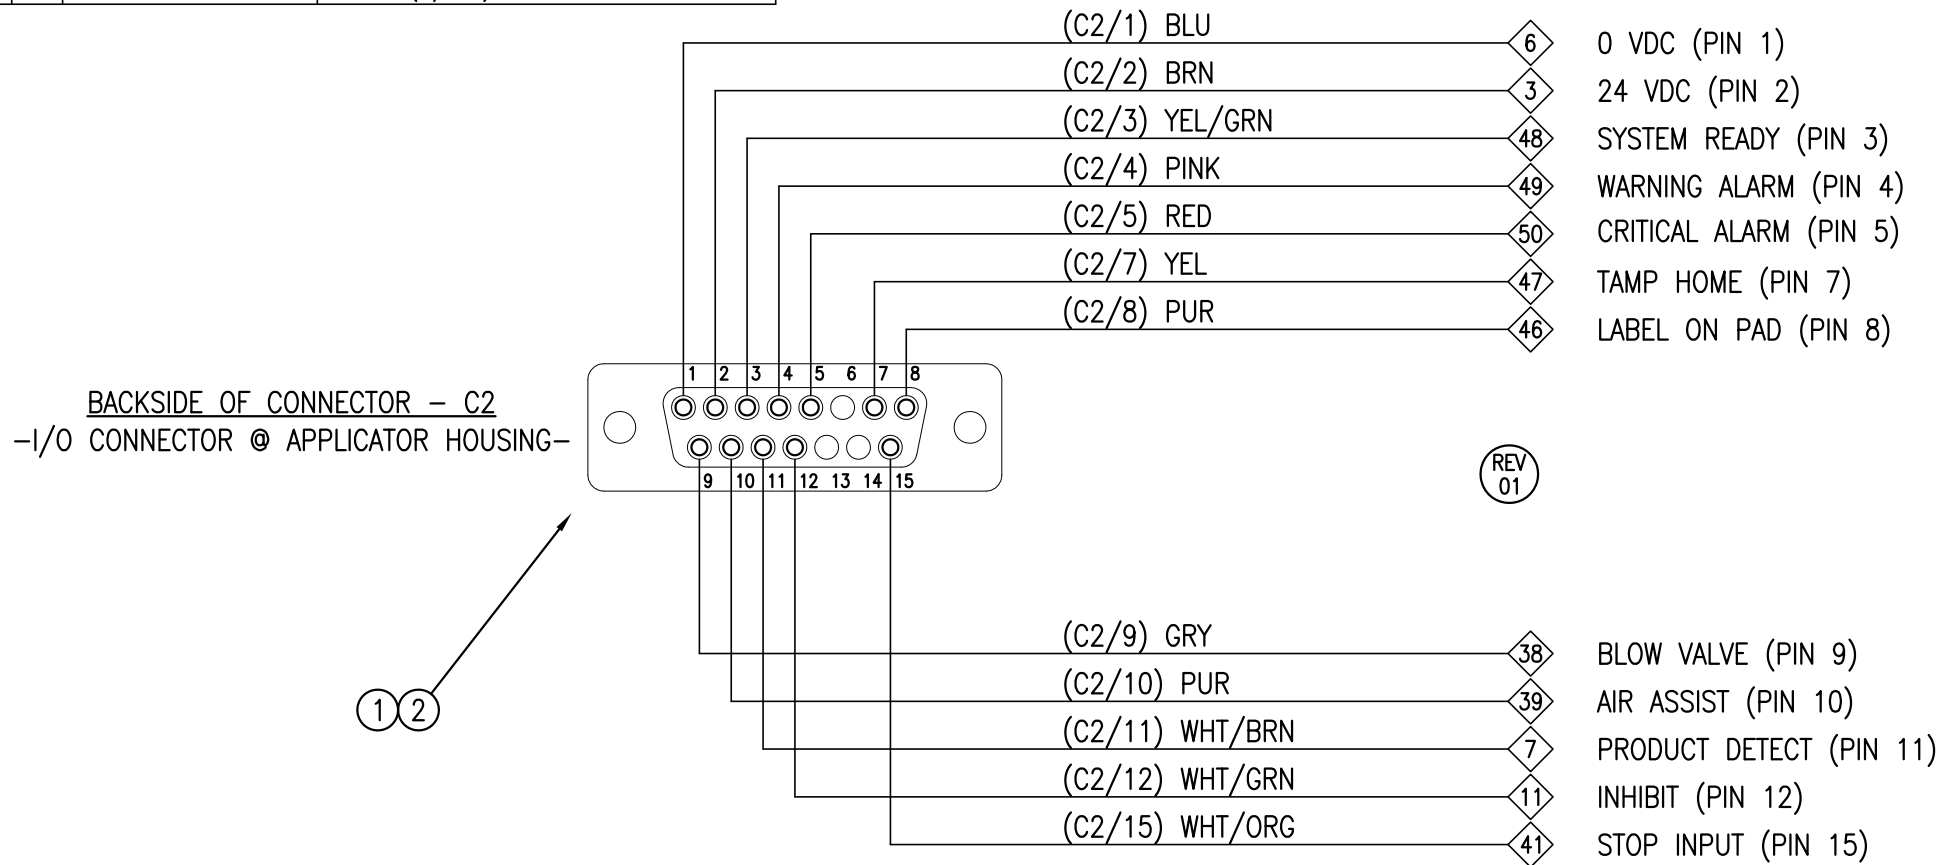 (C2/1) BLU 6 0 VDC (PIN 1)
(C2/2) BRN 3 24 VDC (PIN 2)
(C2/3) YEL/GRN 48 SYSTEM READY (PIN 3)
(C2/4) PINK 49 WARNING ALARM (PIN 4)
(C2/5) RED 50 CRITICAL ALARM (PIN 5)
(C2/7) YEL 47 TAMP HOME (PIN 7)
(C2/8) PUR 46 LABEL ON PAD (PIN 8)
1 2 3 4 5 6 7 8
BACKSIDE OF CONNECTOR - C2
-I/O CONNECTOR @ APPLICATOR HOUSING-
9 10 11 12 13 14 15
REV
01
1 2
(C2/9) GRY 38 BLOW VALVE (PIN 9)
(C2/10) PUR 39 AIR ASSIST (PIN 10)
(C2/11) WHT/BRN 7 PRODUCT DETECT (PIN 11)
(C2/12) WHT/GRN 11 INHIBIT (PIN 12)
(C2/15) WHT/ORG 41 STOP INPUT (PIN 15)